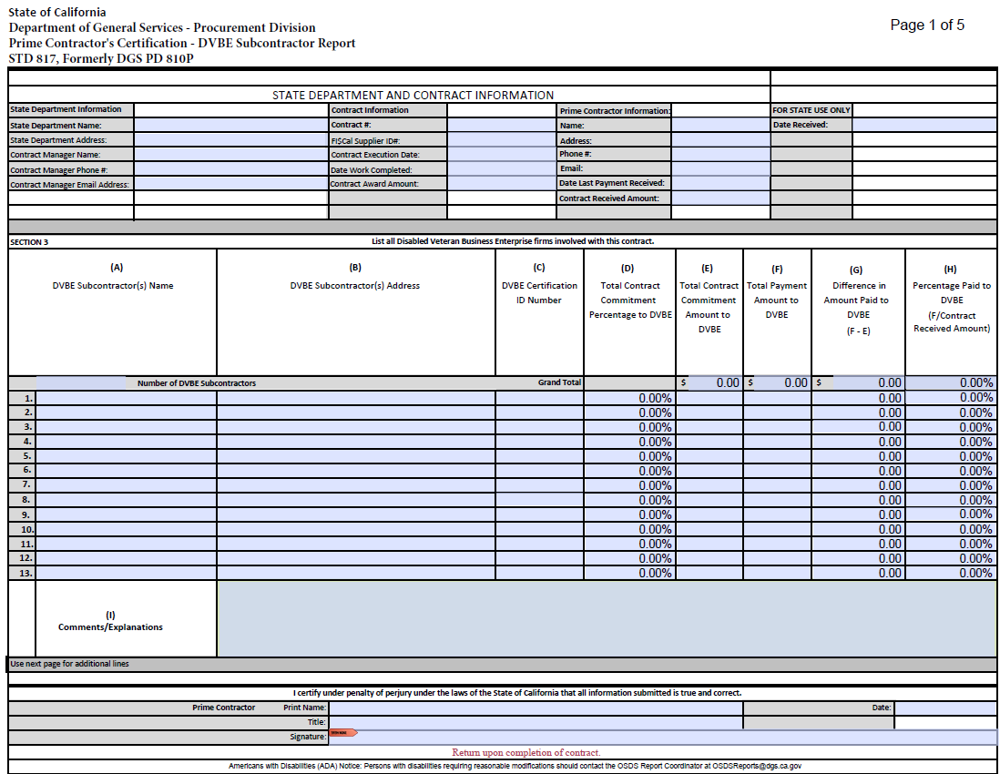 State of California
Department of General Services - Procurement Division
Prime Contractor's Certification - DVBE Subcontractor Report
STD 817, Formerly DGS PD 810P
Page 1 of 5
STATE DEPARTMENT AND CONTRACT INFORMATION
State Department Information Contract Information Prime Contractor Information: FOR STATE USE ONLY
State Department Name: Contract #: Name: Date Received:
State Department Address: FI$Cal Supplier ID#: Address:
Contract Manager Name: Contract Execution Date: Phone #:
Contract Manager Phone #: Date Work Completed: Email:
Contract Manager Email Address: Contract Award Amount: Date Last Payment Received:
Contract Received Amount:
SECTION 3 List all Disabled Veteran Business Enterprise firms involved with this contract.
(A)
DVBE Subcontractor(s) Name
(B)
DVBE Subcontractor(s) Address
(C)
DVBE Certification
ID Number
(D)
Total Contract
Commitment
Percentage to DVBE
(E)
Total Contract
Commitment
Amount to
DVBE
(F)
Total Payment
Amount to
DVBE
(G)
Difference in
Amount Paid to
DVBE
(F - E)
(H)
Percentage Paid to
DVBE
(F/Contract
Received Amount)
Number of DVBE Subcontractors Grand Total $ 0.00 $ 0.00 $ 0.00 0.00%
1. 0.00% 0.00 0.00%
2. 0.00% 0.00 0.00%
3. 0.00% 0.00 0.00%
4. 0.00% 0.00 0.00%
5. 0.00% 0.00 0.00%
6. 0.00% 0.00 0.00%
7. 0.00% 0.00 0.00%
8. 0.00% 0.00 0.00%
9. 0.00% 0.00 0.00%
10. 0.00% 0.00 0.00%
11. 0.00% 0.00 0.00%
12. 0.00% 0.00 0.00%
13. 0.00% 0.00 0.00%
(I)
Comments/Explanations
Use next page for additional lines
I certify under penalty of perjury under the laws of the State of California that all information submitted is true and correct.
Prime Contractor Print Name: Date:
Title:
Signature:
Return upon completion of contract.
Americans with Disabilities (ADA) Notice: Persons with disabilities requiring reasonable modifications should contact the OSDS Report Coordinator at OSDSReports@dgs.ca.gov